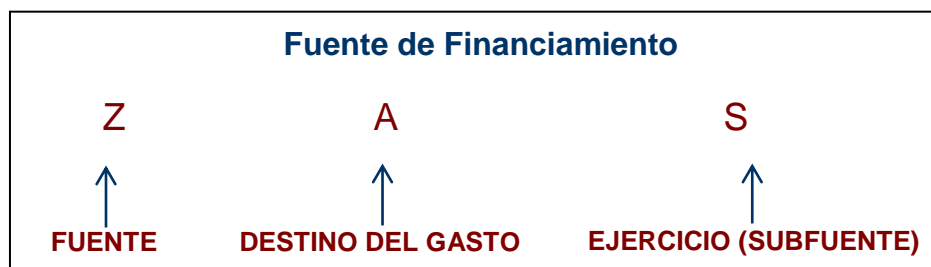 Fuente de Financiamiento
Z A S
FUENTE DESTINO DEL GASTO EJERCICIO (SUBFUENTE)